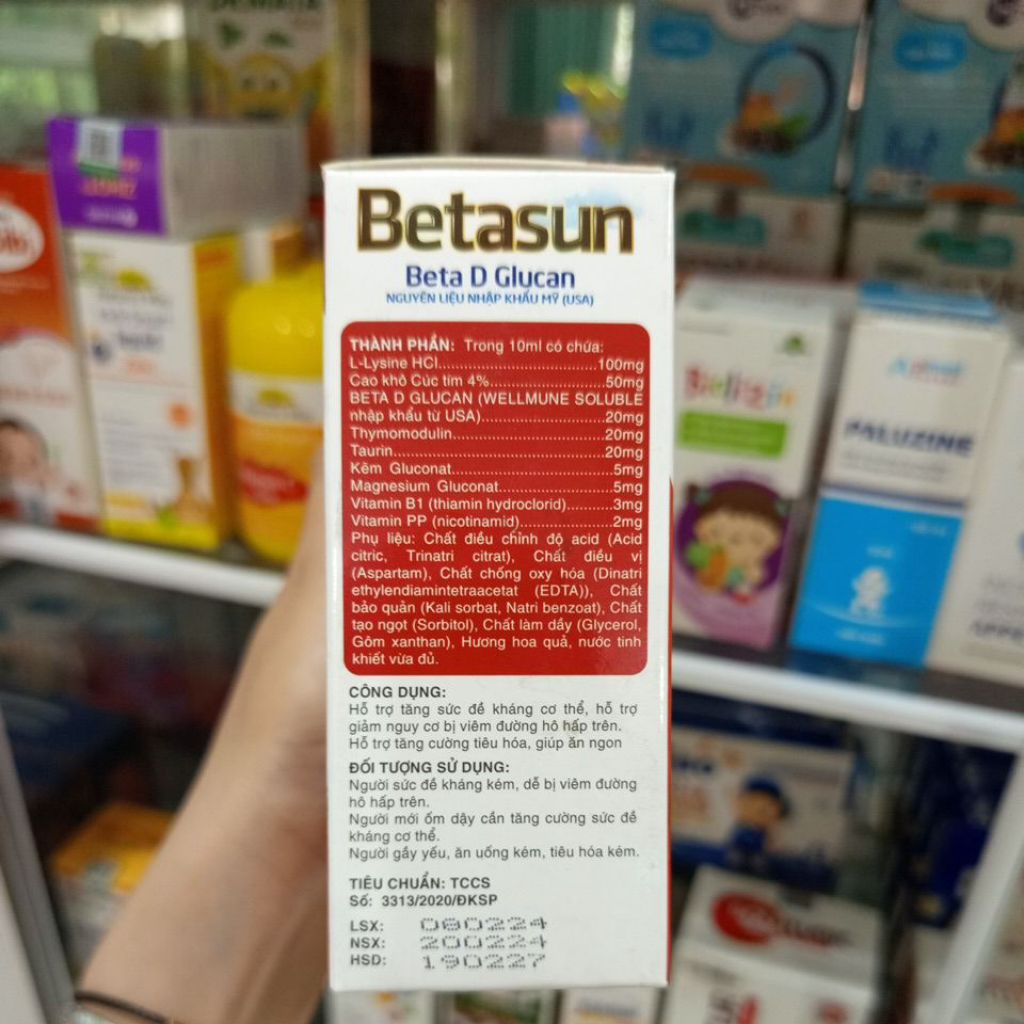 Betasun
Beta D Glucan
NGUYÊN LIỆU NHẬP KHẨU MỸ (USA)
THÀNH PHẦN: Trong 10ml có chứa:
L-Lysine HCl..............................100mg
Cao khô Cúc tím 4%.........................50mg
BETA D GLUCAN (WELLMUNE SOLUBLE
nhập khẩu từ USA).......................20mg
Thymomodulin..............................20mg
Taurin.........................................20mg
Kẽm Gluconat..............................5mg
Magnesium Gluconat.....................5mg
Vitamin B1 (thiamin hydroclorid).........3mg
Vitamin PP (nicotinamid)..................2mg
Phụ liệu: Chất điều chỉnh độ acid (Acid
citric, Trinatri citrat), Chất điều vị
(Aspartam), Chất chống oxy hóa (Dinatri
ethylendiamintetraacetat (EDTA)), Chất
bảo quản (Kali sorbat, Natri benzoat), Chất
tạo ngọt (Sorbitol), Chất làm dầy (Glycerol,
Gôm xanthan), Hương hoa quả, nước tinh
khiết vừa đủ.
CÔNG DỤNG:
Hỗ trợ tăng sức đề kháng cơ thể, hỗ trợ
giảm nguy cơ bị viêm đường hô hấp trên.
Hỗ trợ tăng cường tiêu hóa, giúp ăn ngon
ĐỐI TƯỢNG SỬ DỤNG:
Người sức đề kháng kém, dễ bị viêm đường
hô hấp trên.
Người mới ốm dậy cần tăng cường sức đề
kháng cơ thể.
Người gầy yếu, ăn uống kém, tiêu hóa kém.
TIÊU CHUẨN: TCCS
Số: 3313/2020/ĐKSP
LSX: 080224
NSX: 200224
HSD: 190227
PALUZINE